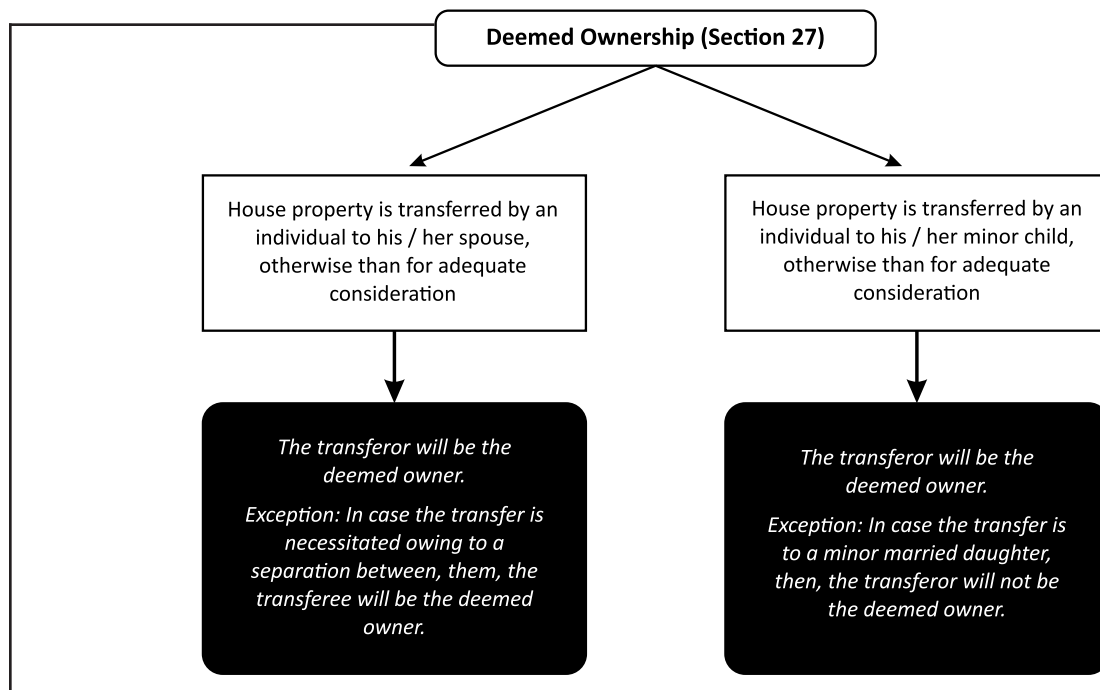 Deemed Ownership (Section 27)
House property is transferred by an
individual to his / her spouse,
otherwise than for adequate
consideration
House property is transferred by an
individual to his / her minor child,
otherwise than for adequate
consideration
The transferor will be the
deemed owner.
Exception: In case the transfer is
necessitated owing to a
separation between, them, the
transferee will be the deemed
owner.
The transferor will be the
deemed owner.
Exception: In case the transfer is
to a minor married daughter,
then, the transferor will not be
the deemed owner.